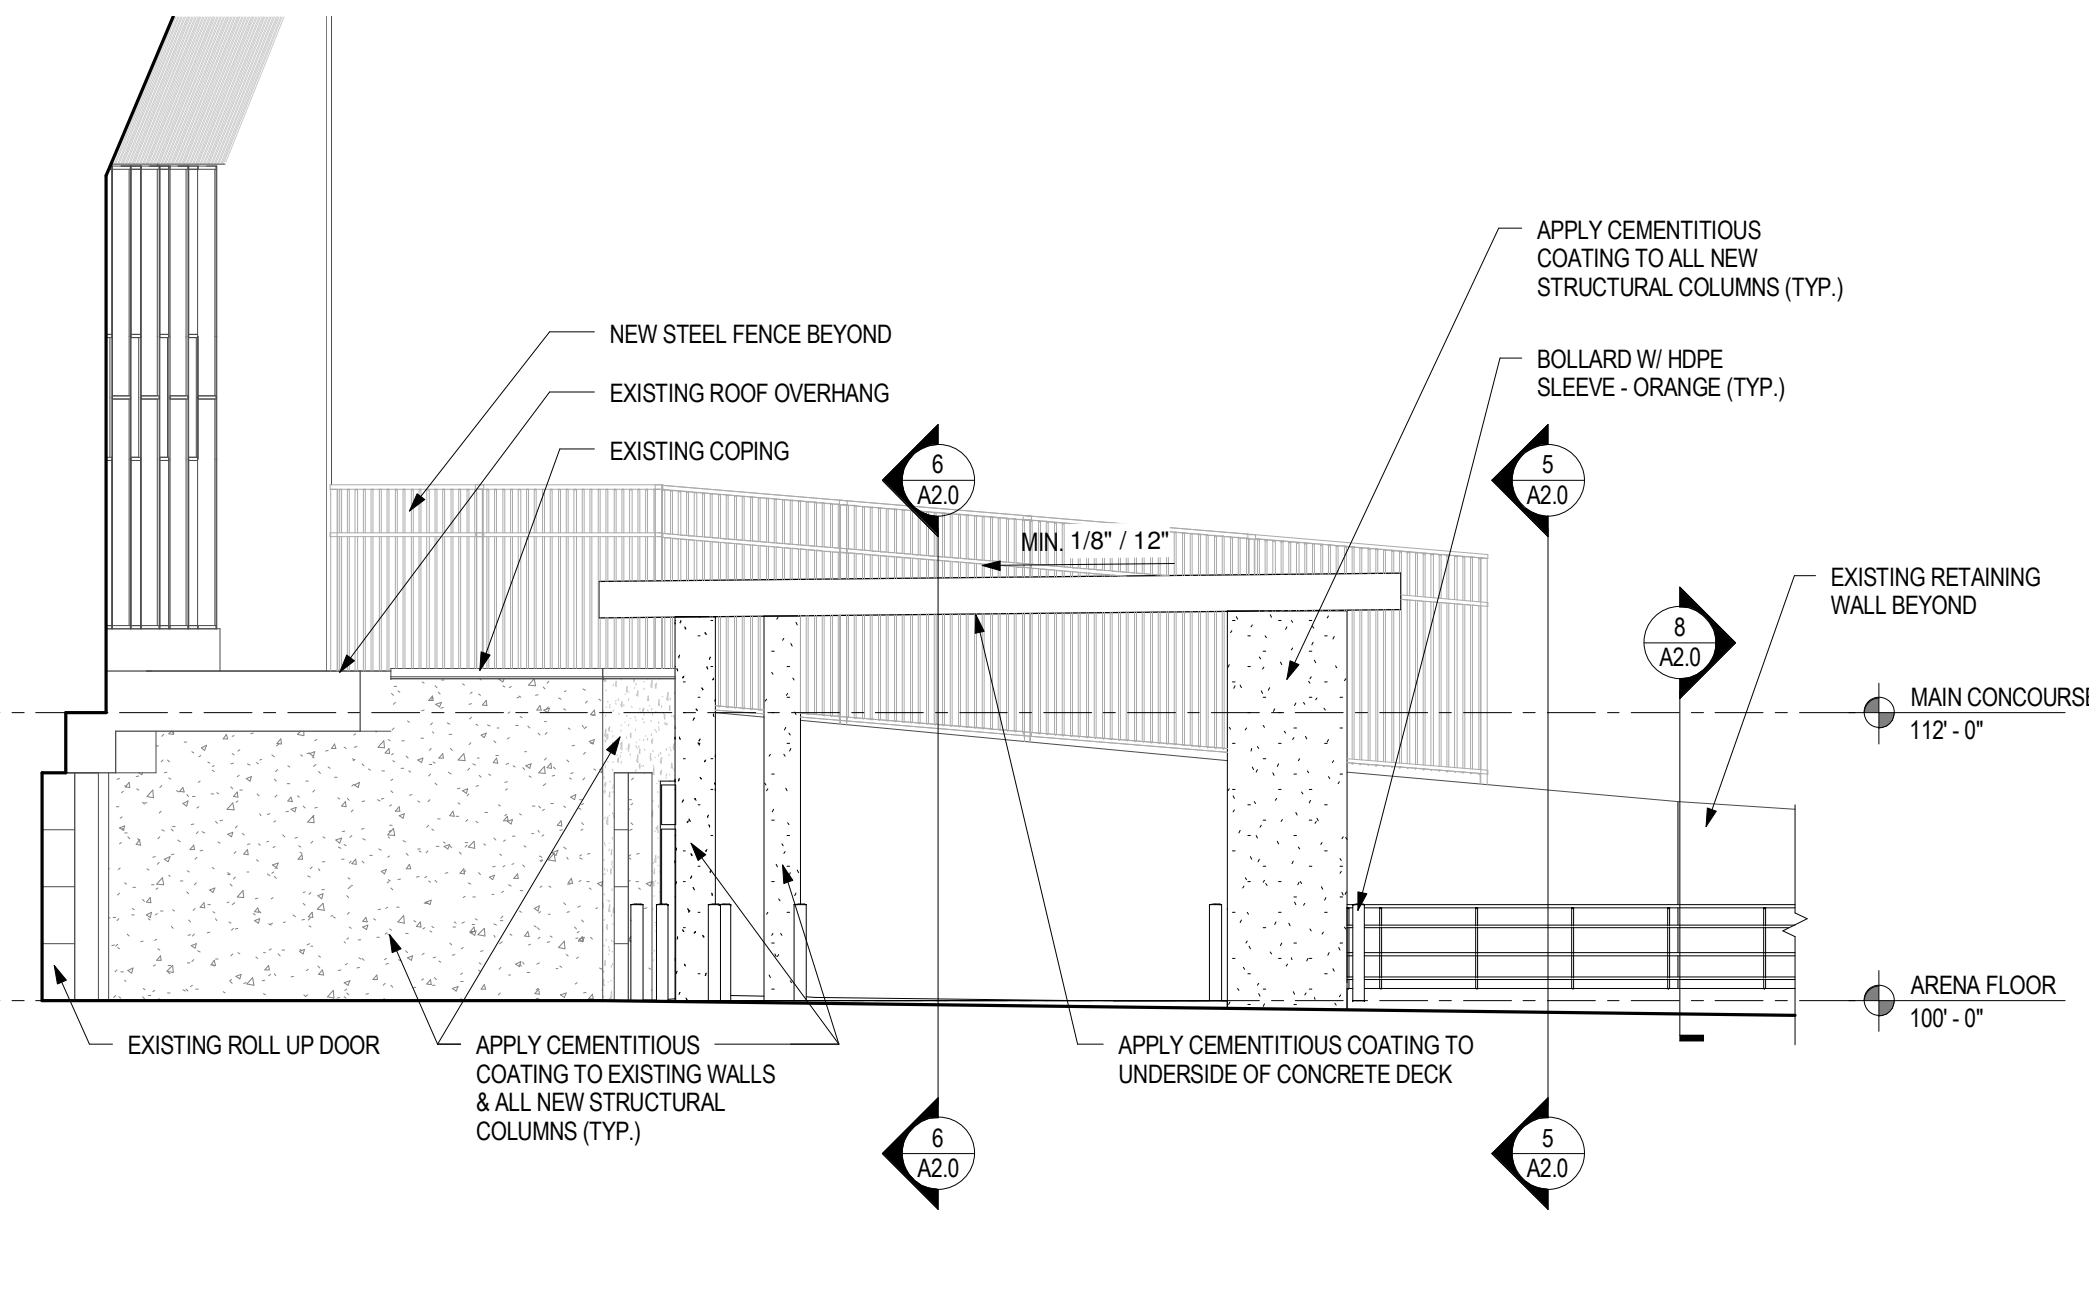 APPLY CEMENTITIOUS
COATING TO ALL NEW
STRUCTURAL COLUMNS (TYP.)
NEW STEEL FENCE BEYOND
BOLLARD W/ HDPE
SLEEVE - ORANGE (TYP.)
EXISTING ROOF OVERHANG
EXISTING COPING
6
A2.0
5
A2.0
MIN. 1/8" / 12"
EXISTING RETAINING
WALL BEYOND
8
A2.0
MAIN CONCOURSE
112' - 0"
ARENA FLOOR
100' - 0"
EXISTING ROLL UP DOOR
APPLY CEMENTITIOUS
COATING TO EXISTING WALLS
& ALL NEW STRUCTURAL
COLUMNS (TYP.)
APPLY CEMENTITIOUS COATING TO
UNDERSIDE OF CONCRETE DECK
6
A2.0
5
A2.0